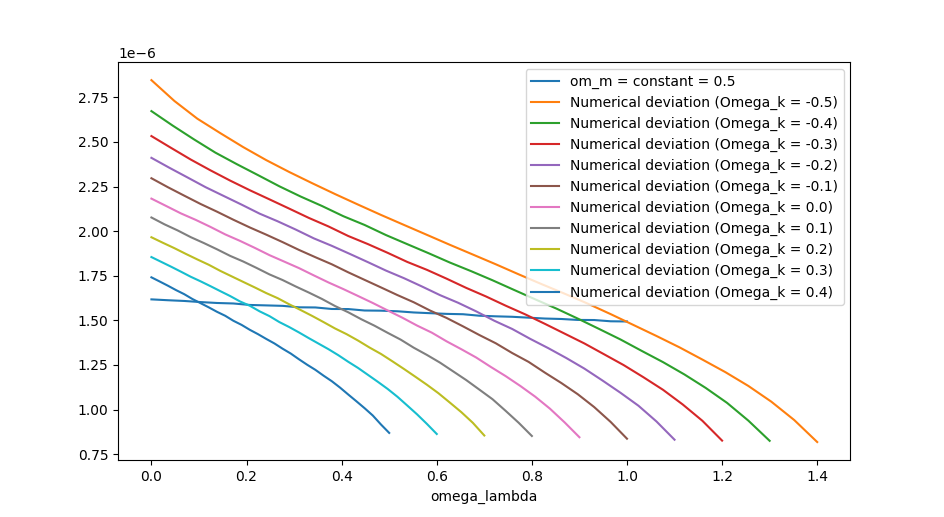 1e−6
2.75
2.50
2.25
2.00
1.75
1.50
1.25
1.00
0.75
om_m = constant = 0.5
Numerical deviation (Omega_k = -0.5)
Numerical deviation (Omega_k = -0.4)
Numerical deviation (Omega_k = -0.3)
Numerical deviation (Omega_k = -0.2)
Numerical deviation (Omega_k = -0.1)
Numerical deviation (Omega_k = 0.0)
Numerical deviation (Omega_k = 0.1)
Numerical deviation (Omega_k = 0.2)
Numerical deviation (Omega_k = 0.3)
Numerical deviation (Omega_k = 0.4)
0.0 0.2 0.4 0.6 0.8 1.0 1.2 1.4
omega_lambda